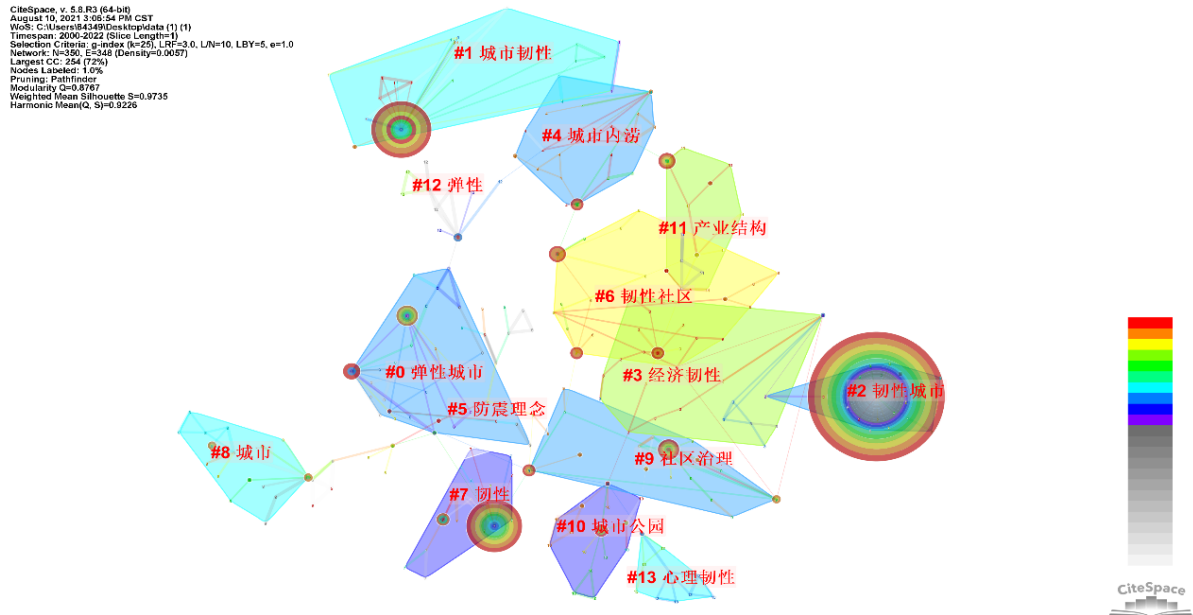 CiteSpace, v. 5.8.R3 (64-bit)
August 10, 2021 3:06:54 PM CST
WoS: C:\Users\84349\Desktop\data (1) (1)
Timespan: 2000-2022 (Slice Length=1)
Selection Criteria: g-index (k=25), LRF=3.0, L/N=10, LBY=5, e=1.0
Network: N=350, E=348 (Density=0.0057)
Largest CC: 254 (72%)
Nodes Labeled: 1.0%
Pruning: Pathfinder
Modularity Q=0.8767
Weighted Mean Silhouette S=0.9735
Harmonic Mean(Q, S)=0.9226
#1 城市韧性
#4 城市内涝
#12 弹性
#11 产业结构
#6 韧性社区
#0 弹性城市
#3 经济韧性
#2 韧性城市
#5 防震理念
#8 城市
#9 社区治理
#7 韧性
#10 城市公园
#13 心理韧性
CiteSpace